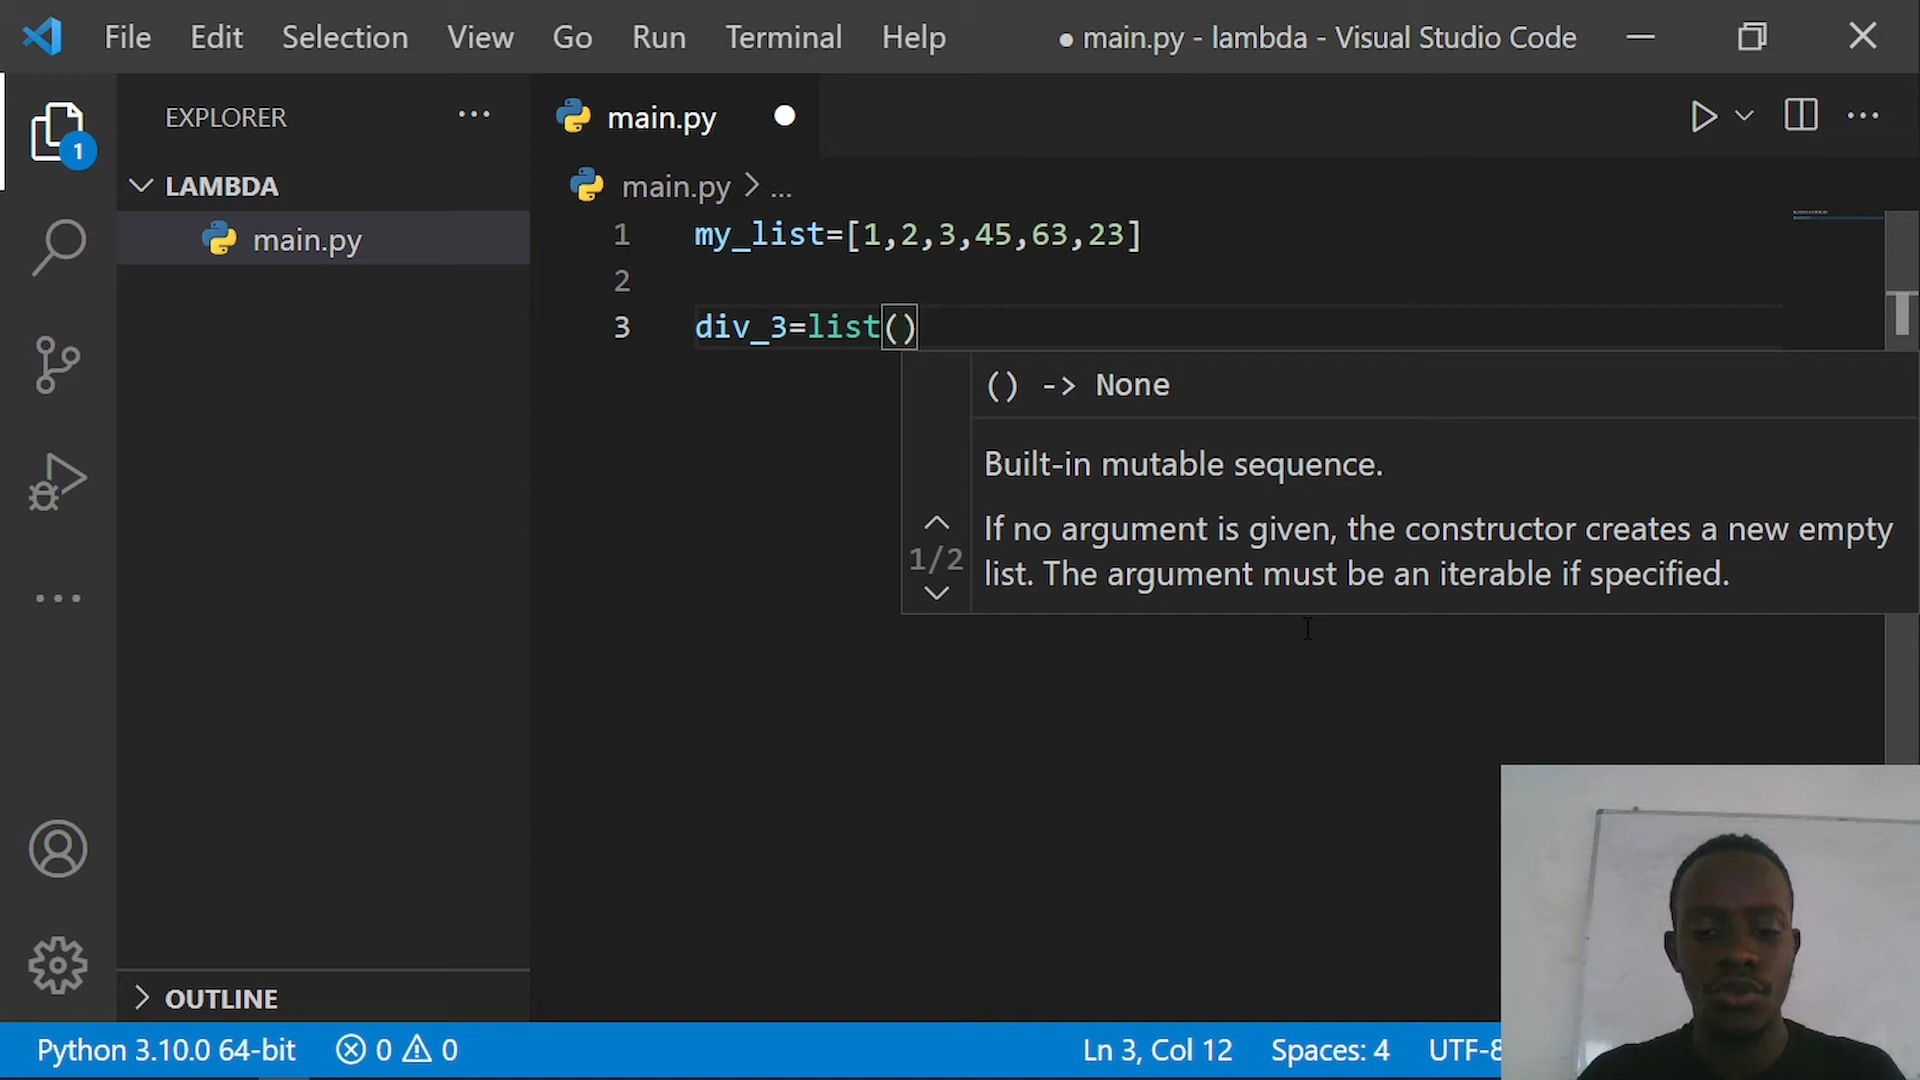 File Edit Selection View Go Run Terminal Help ● main.py - lambda - Visual Studio Code
EXPLORER ...
main.py
LAMBDA
main.py
1
main.py > ...
1 my_list=[1,2,3,45,63,23]
2
3 div_3=list()
() -> None
Built-in mutable sequence.
If no argument is given, the constructor creates a new empty
list. The argument must be an iterable if specified.
1/2
OUTLINE
Python 3.10.0 64-bit 0 0 Ln 3, Col 12 Spaces: 4 UTF-8